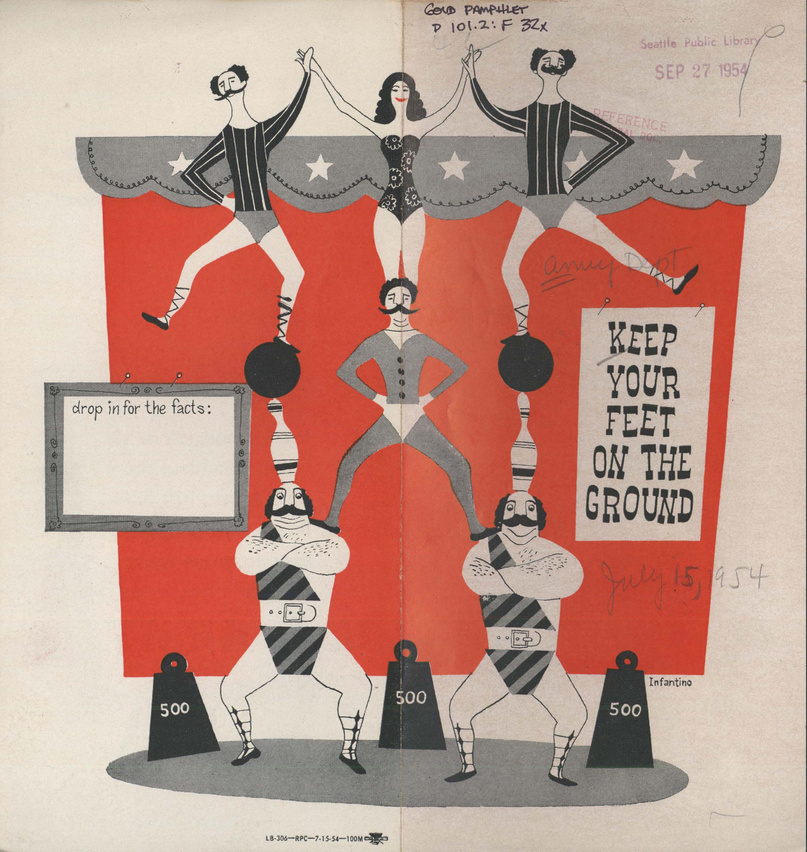 GOVD PAMPHLET
D 101.2: F 32x
Seattle Public Library
SEP 27 1954
REFERENCE
Army Dept
KEEP
YOUR
FEET
ON THE
GROUND
drop in for the facts:
July 15, 1954
Infantino
500
500
500
LB-306—RPC—7-15-54—100M